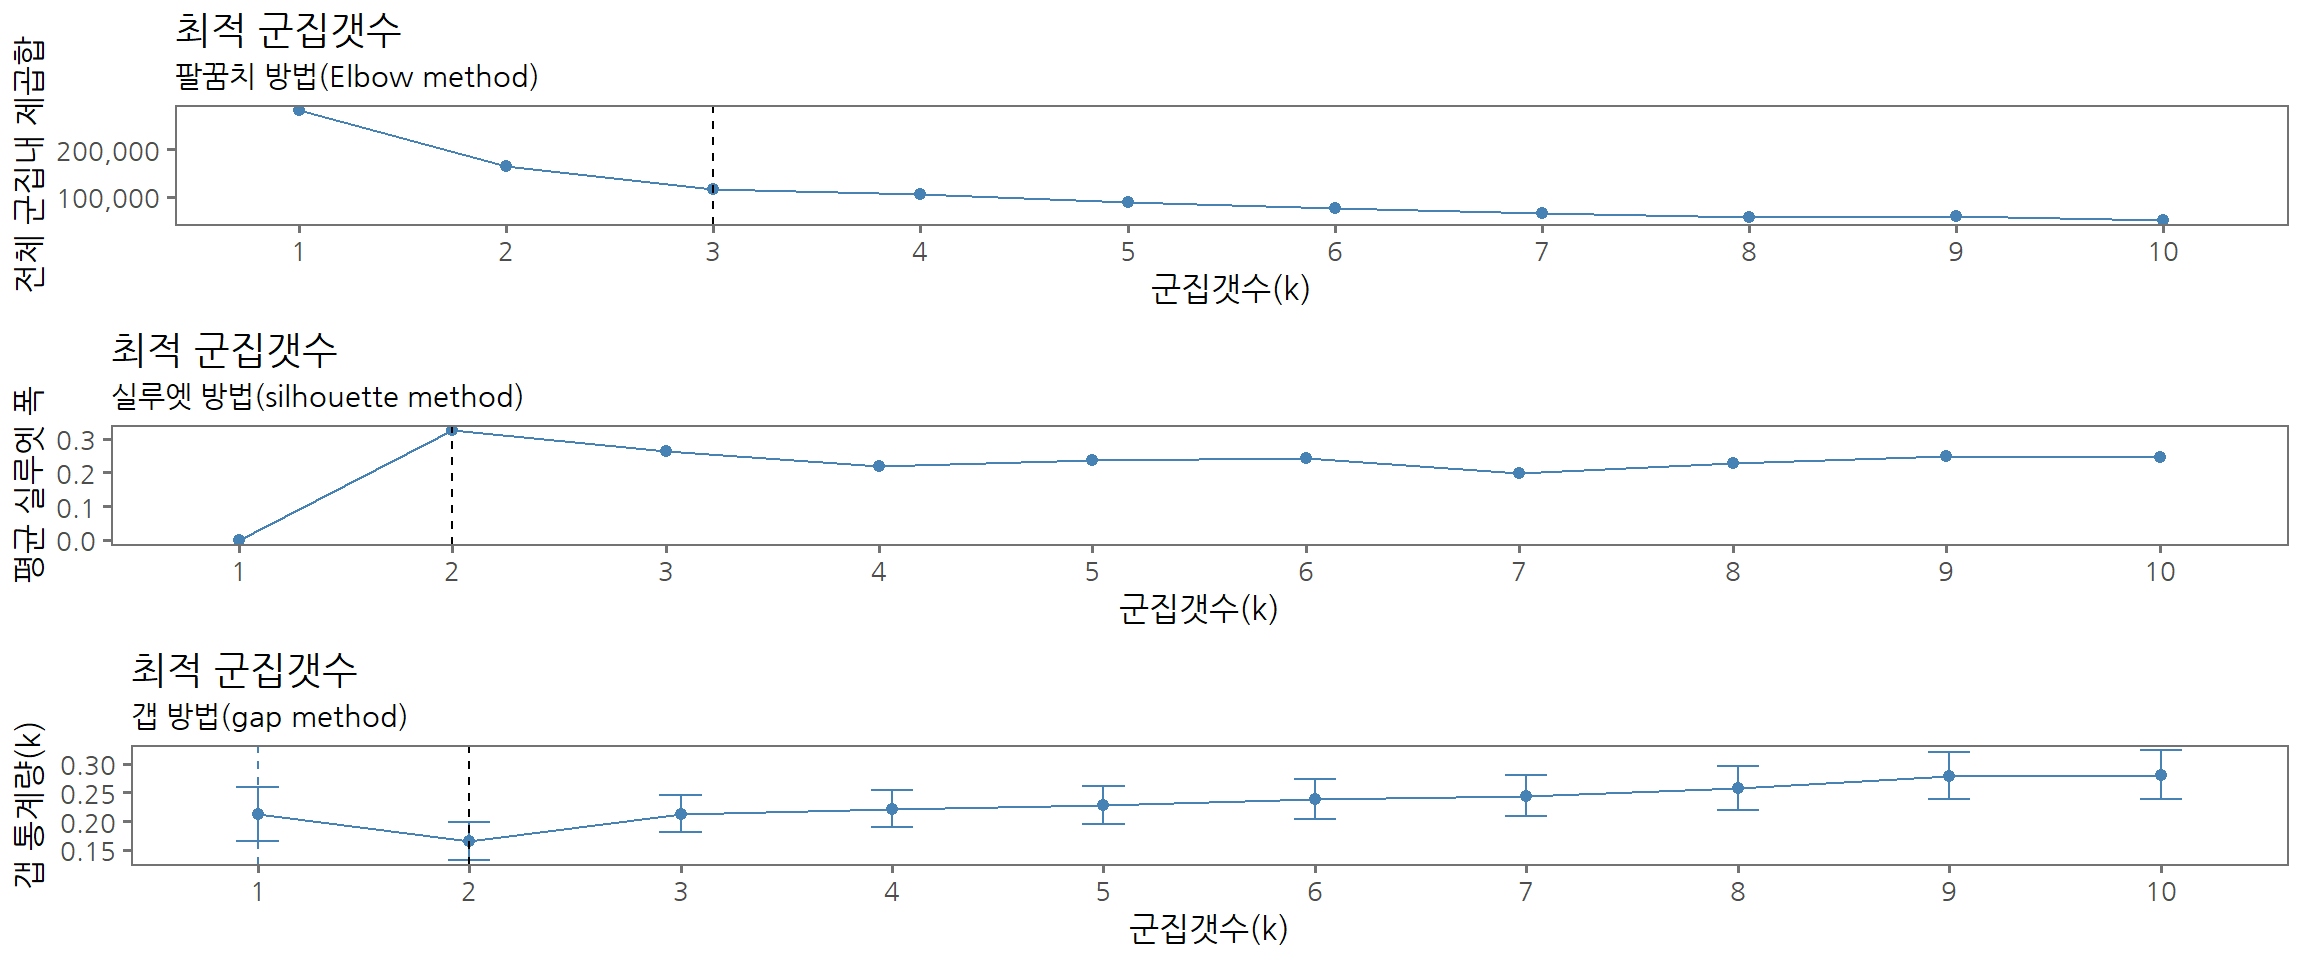 최적 군집갯수
팔꿈치 방법(Elbow method)
전체 군집내 제곱합
200,000
100,000
1 2 3 4 5 6 7 8 9 10
군집갯수(k)
최적 군집갯수
실루엣 방법(silhouette method)
평균 실루엣 폭
0.3
0.2
0.1
0.0
1 2 3 4 5 6 7 8 9 10
군집갯수(k)
최적 군집갯수
갭 방법(gap method)
갭 통계량(k)
0.30
0.25
0.20
0.15
1 2 3 4 5 6 7 8 9 10
군집갯수(k)